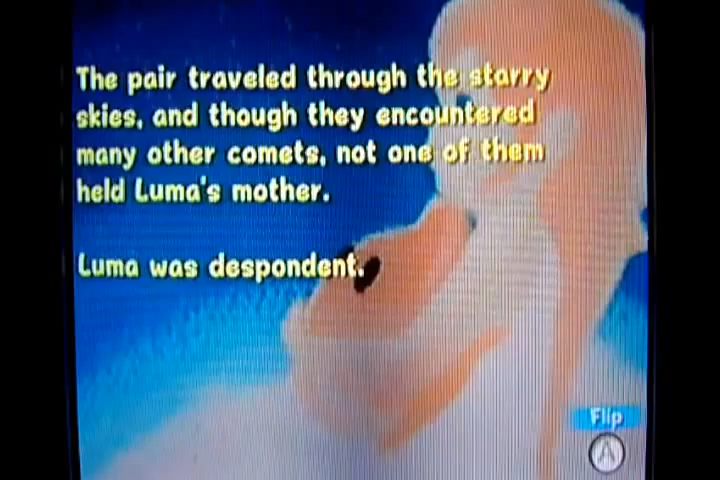 The pair traveled through the starry
skies, and though they encountered
many other comets, not one of them
held Luma's mother.
Luma was despondent.
Flip
A